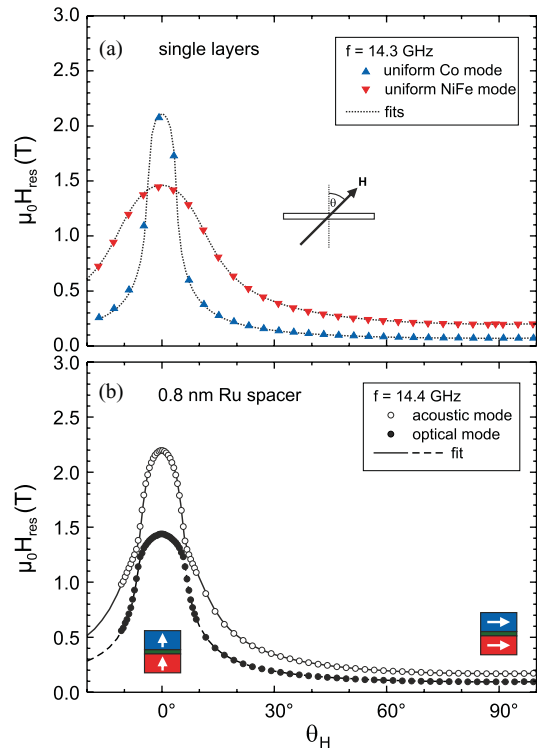 (a) single layers
f = 14.3 GHz
uniform Co mode
uniform NiFe mode
fits
H
θ
μ₀H_res (T)
3.0
2.5
2.0
1.5
1.0
0.5
0.0
(b) 0.8 nm Ru spacer
f = 14.4 GHz
acoustic mode
optical mode
fit
μ₀H_res (T)
3.0
2.5
2.0
1.5
1.0
0.5
0.0
0° 30° 60° 90°
θ_H